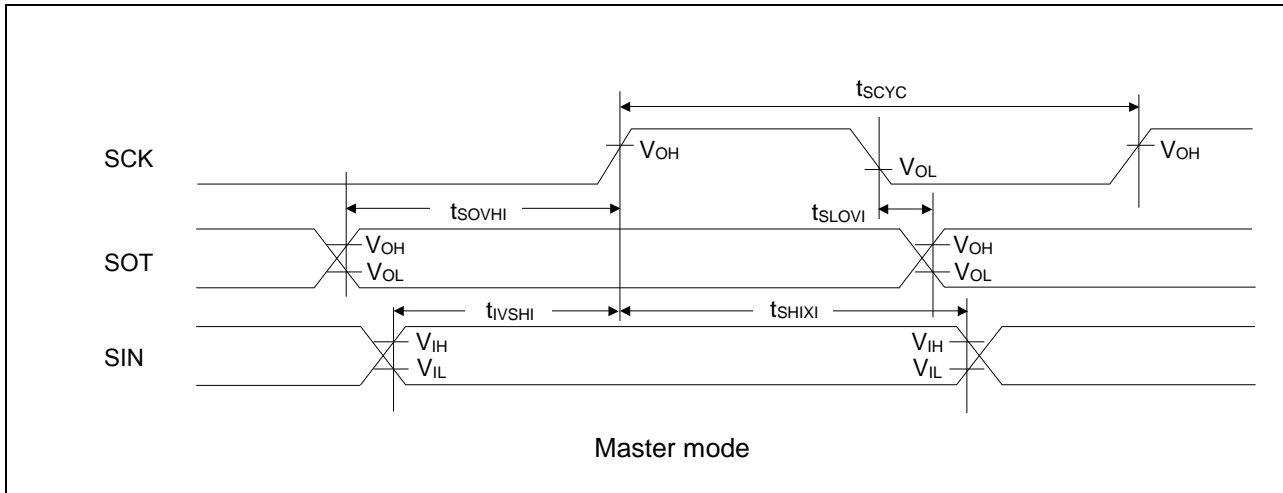 tSCYC
SCK
VOH
VOL
VOH
tSOVHI
tSLOVI
SOT
VOH
VOL
VOH
VOL
tIVSHI
tSHIXI
SIN
VIH
VIL
VIH
VIL
Master mode